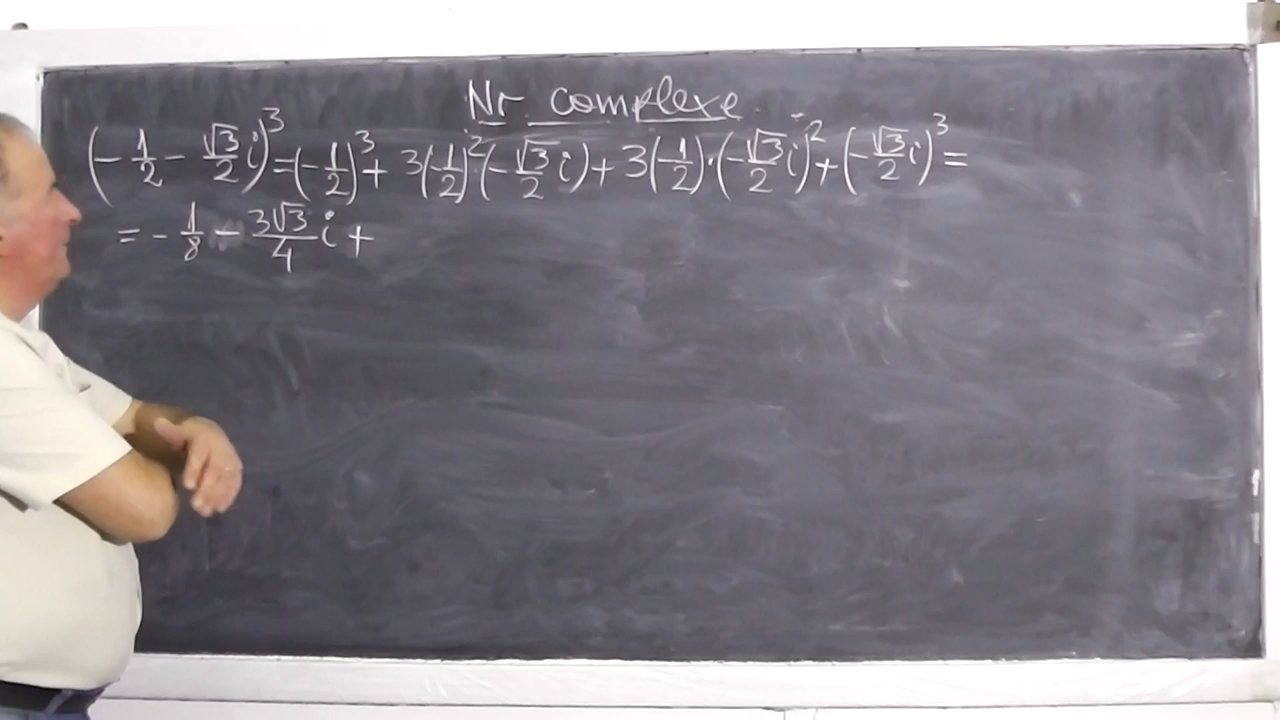 Nr complexe
(-1/2 - √3/2 i)³ = (-1/2)³ + 3(-1/2)²·(-√3/2 i) + 3(-1/2)·(-√3/2 i)² + (-√3/2 i)³ =
= - 1/8 - 3√3/4 i +